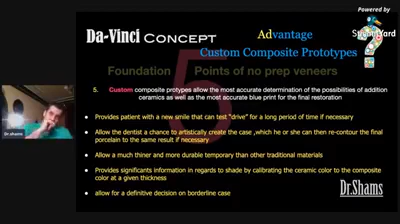 Powered by
Da-Vinci CONCEPT
Advantage
StreamYard
Custom Composite Prototypes
Foundation Points of no prep veneers
5
5. Custom composite protypes allow the most accurate determination of the possibilities of addition
ceramics as well as the most accurate blue print for the final restoration
• Provides patient with a new smile that can test "drive" for a long period of time if necessary
• Allow the dentist a chance to artistically create the case ,which he or she can then re-contour the final
porcelain to the same result if necessary
• Allow a much thiner and more durable temporary than other traditional materials
• Provides significants information in regards to shade by calibrating the ceramic color to the composite
color at a given thickness
• allow for a definitive decision on borderline case
Dr.shams
Dr.Shams